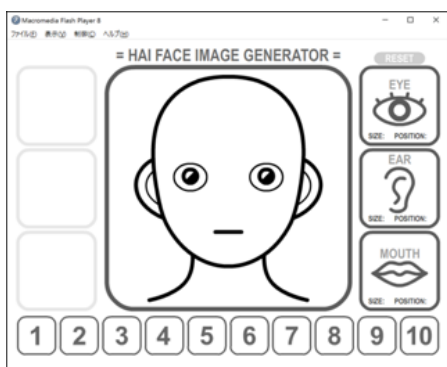 Macromedia Flash Player 8
ファイル(F) 表示(V) 制御(C) ヘルプ(H)
= HAI FACE IMAGE GENERATOR =
RESET
EYE
SIZE: POSITION:
EAR
SIZE: POSITION:
MOUTH
SIZE: POSITION:
1 2 3 4 5 6 7 8 9 10